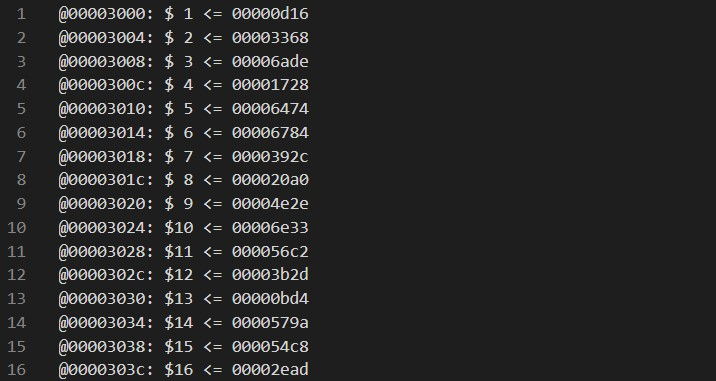 1 @00003000: $ 1 <= 00000d16
2 @00003004: $ 2 <= 00003368
3 @00003008: $ 3 <= 00006ade
4 @0000300c: $ 4 <= 00001728
5 @00003010: $ 5 <= 00006474
6 @00003014: $ 6 <= 00006784
7 @00003018: $ 7 <= 0000392c
8 @0000301c: $ 8 <= 000020a0
9 @00003020: $ 9 <= 00004e2e
10 @00003024: $10 <= 00006e33
11 @00003028: $11 <= 000056c2
12 @0000302c: $12 <= 00003b2d
13 @00003030: $13 <= 00000bd4
14 @00003034: $14 <= 0000579a
15 @00003038: $15 <= 000054c8
16 @0000303c: $16 <= 00002ead